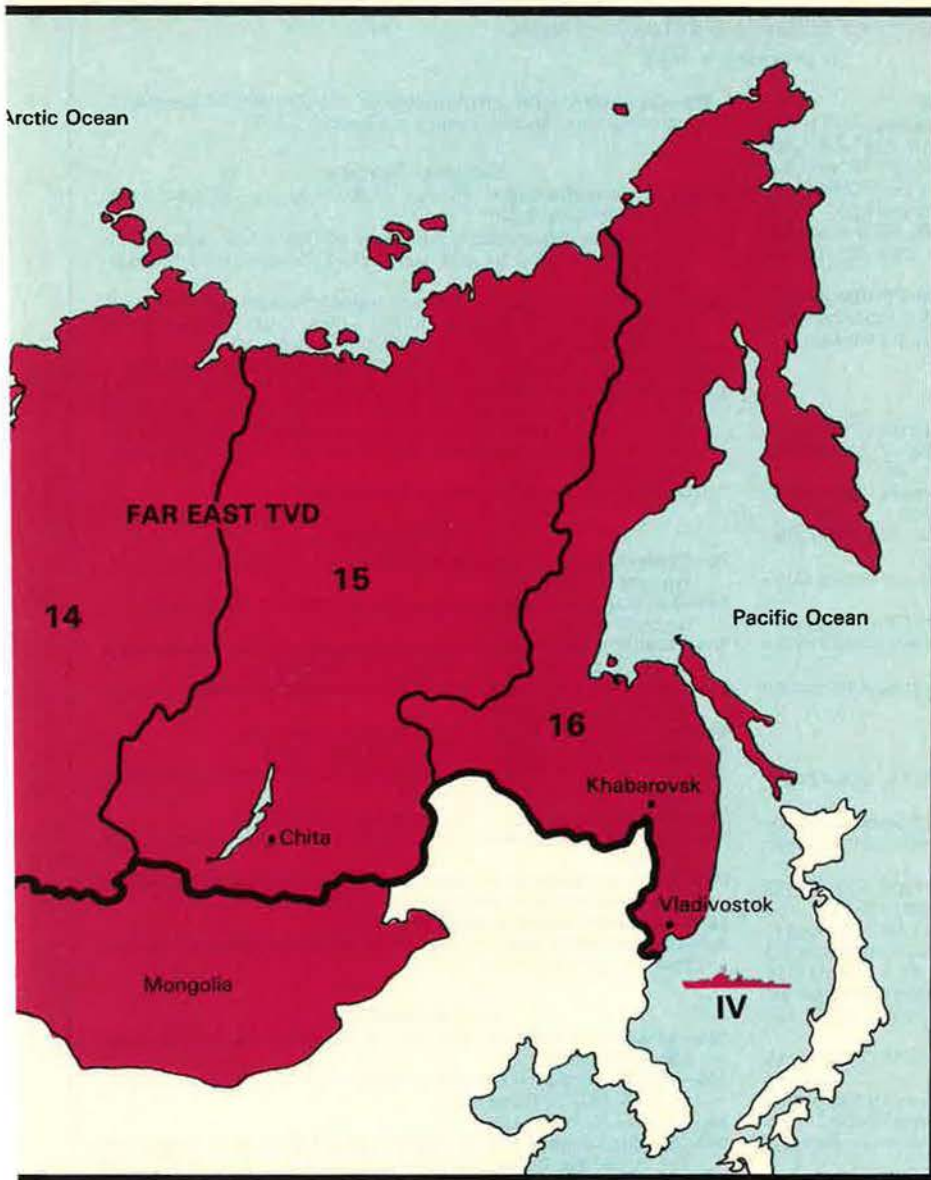 Arctic Ocean
FAR EAST TVD
15
14
Pacific Ocean
16
Khabarovsk
Chita
Vladivostok
Mongolia
IV